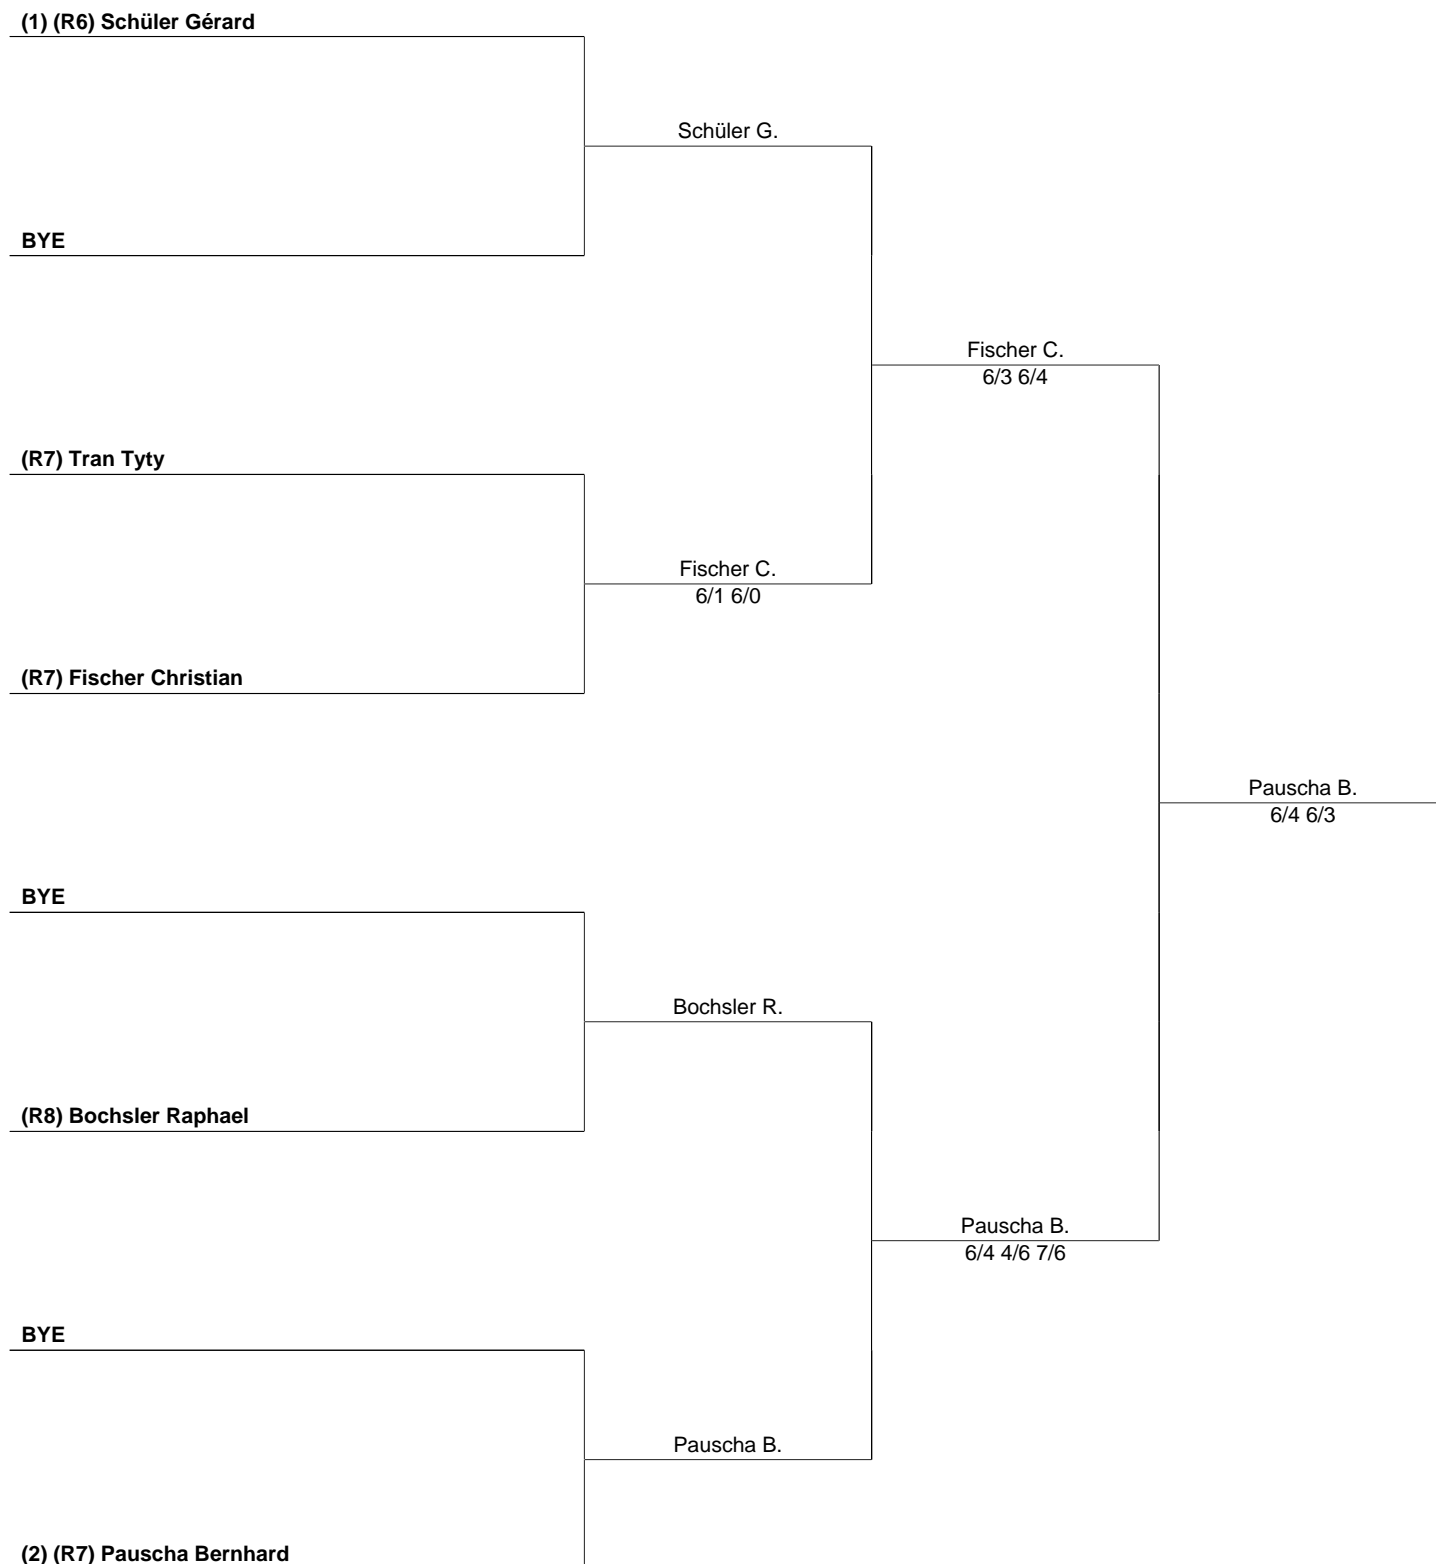 (1) (R6) Schüler Gérard
Schüler G.
BYE
Fischer C.
6/3 6/4
(R7) Tran Tyty
Fischer C.
6/1 6/0
(R7) Fischer Christian
Pauscha B.
6/4 6/3
BYE
Bochsler R.
(R8) Bochsler Raphael
Pauscha B.
6/4 4/6 7/6
BYE
Pauscha B.
(2) (R7) Pauscha Bernhard